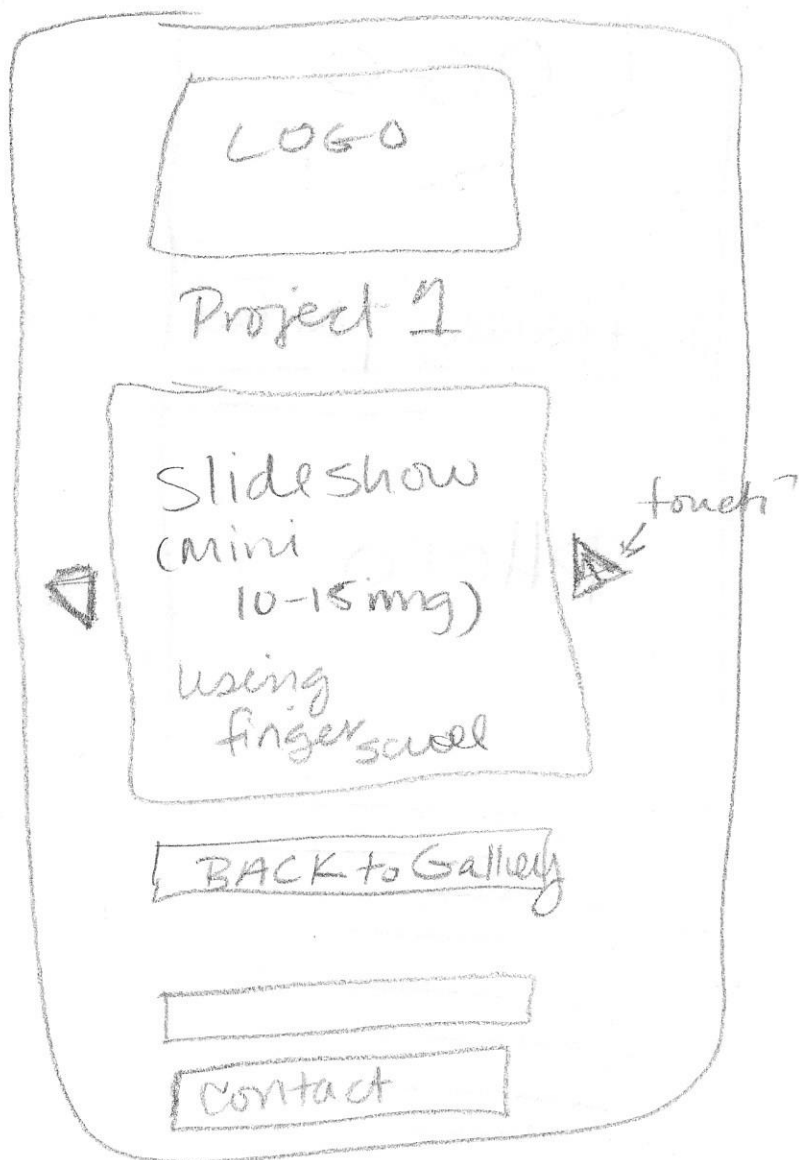 LOGO
Project 1
Slideshow
(Mini
10-15 img)
using
finger scroll
touch
BACK to Gallery
contact